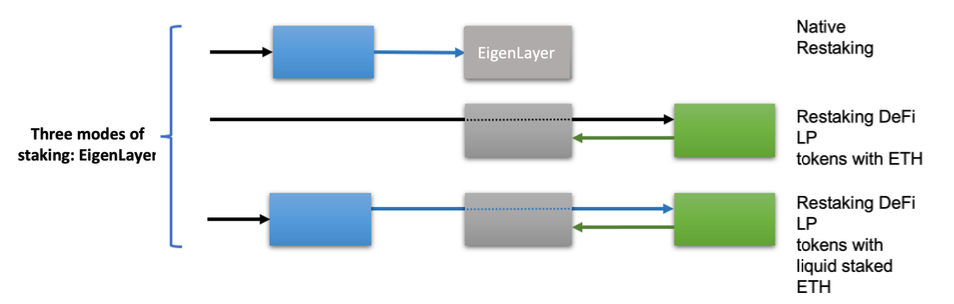 Native
Restaking
EigenLayer
Restaking DeFi
LP
tokens with ETH
Three modes of
staking: EigenLayer
Restaking DeFi
LP
tokens with
liquid staked
ETH